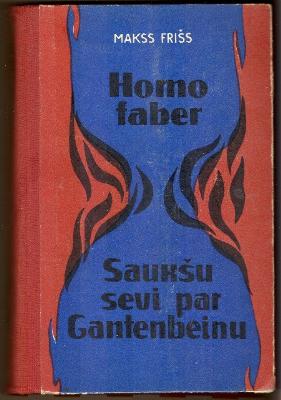 MAKSS FRIŠS
Homo
faber
Saukšu
sevi par
Gantenbeinu